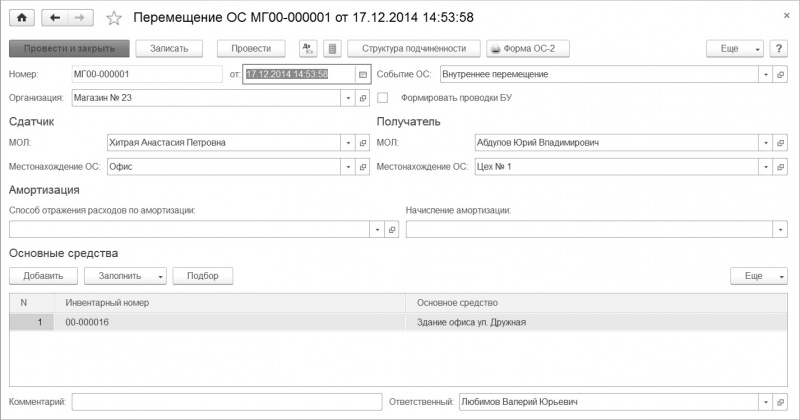 Перемещение ОС МГ00-000001 от 17.12.2014 14:53:58
Провести и закрыть Записать Провести Дт Кт Структура подчиненности Форма ОС-2 Еще ?
Номер: МГ00-000001 от: 17.12.2014 14:53:58 Событие ОС: Внутреннее перемещение
Организация: Магазин № 23 Формировать проводки БУ
Сдатчик Получатель
МОЛ: Хитрая Анастасия Петровна МОЛ: Абдулов Юрий Владимирович
Местонахождение ОС: Офис Местонахождение ОС: Цех № 1
Амортизация
Способ отражения расходов по амортизации: Начисление амортизации:
Основные средства
Добавить Заполнить Подбор Еще
N Инвентарный номер Основное средство
1 00-000016 Здание офиса ул. Дружная
Комментарий: Ответственный: Любимов Валерий Юрьевич